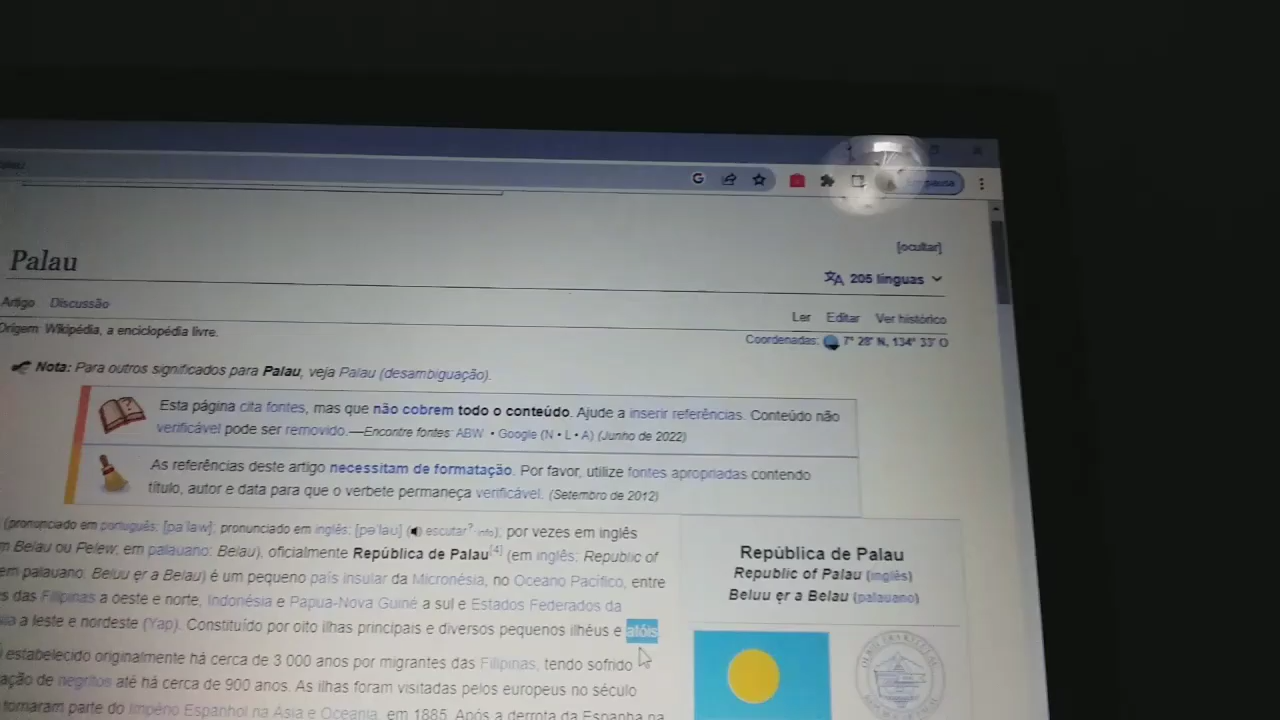 [ocultar]
Palau
205 línguas
Artigo Discussão
Ler Editar Ver histórico
Origem: Wikipédia, a enciclopédia livre.
Coordenadas: 7° 28' N, 134° 33' O
Nota: Para outros significados para Palau, veja Palau (desambiguação).
Esta página cita fontes, mas que não cobrem todo o conteúdo. Ajude a inserir referências. Conteúdo não
verificável pode ser removido.—Encontre fontes: ABW • Google (N • L • A) (Junho de 2022)
As referências deste artigo necessitam de formatação. Por favor, utilize fontes apropriadas contendo
título, autor e data para que o verbete permaneça verificável. (Setembro de 2012)
(pronunciado em português: [pa'law]; pronunciado em inglês: [pə'laʊ] (escutar? · info); por vezes em inglês
Belau ou Pelew; em palauano: Belau), oficialmente República de Palau[4] (em inglês: Republic of
em palauano: Beluu er a Belau) é um pequeno país insular da Micronésia, no Oceano Pacífico, entre
das Filipinas a oeste e norte, Indonésia e Papua-Nova Guiné a sul e Estados Federados da
a leste e nordeste (Yap). Constituído por oito ilhas principais e diversos pequenos ilhéus e atóis
estabelecido originalmente há cerca de 3 000 anos por migrantes das Filipinas, tendo sofrido
de negritos até há cerca de 900 anos. As ilhas foram visitadas pelos europeus no século
tornaram parte do Império Espanhol na Ásia e Oceania, em 1885. Após a derrota da Espanha na
República de Palau
Republic of Palau (inglês)
Beluu er a Belau (palauano)